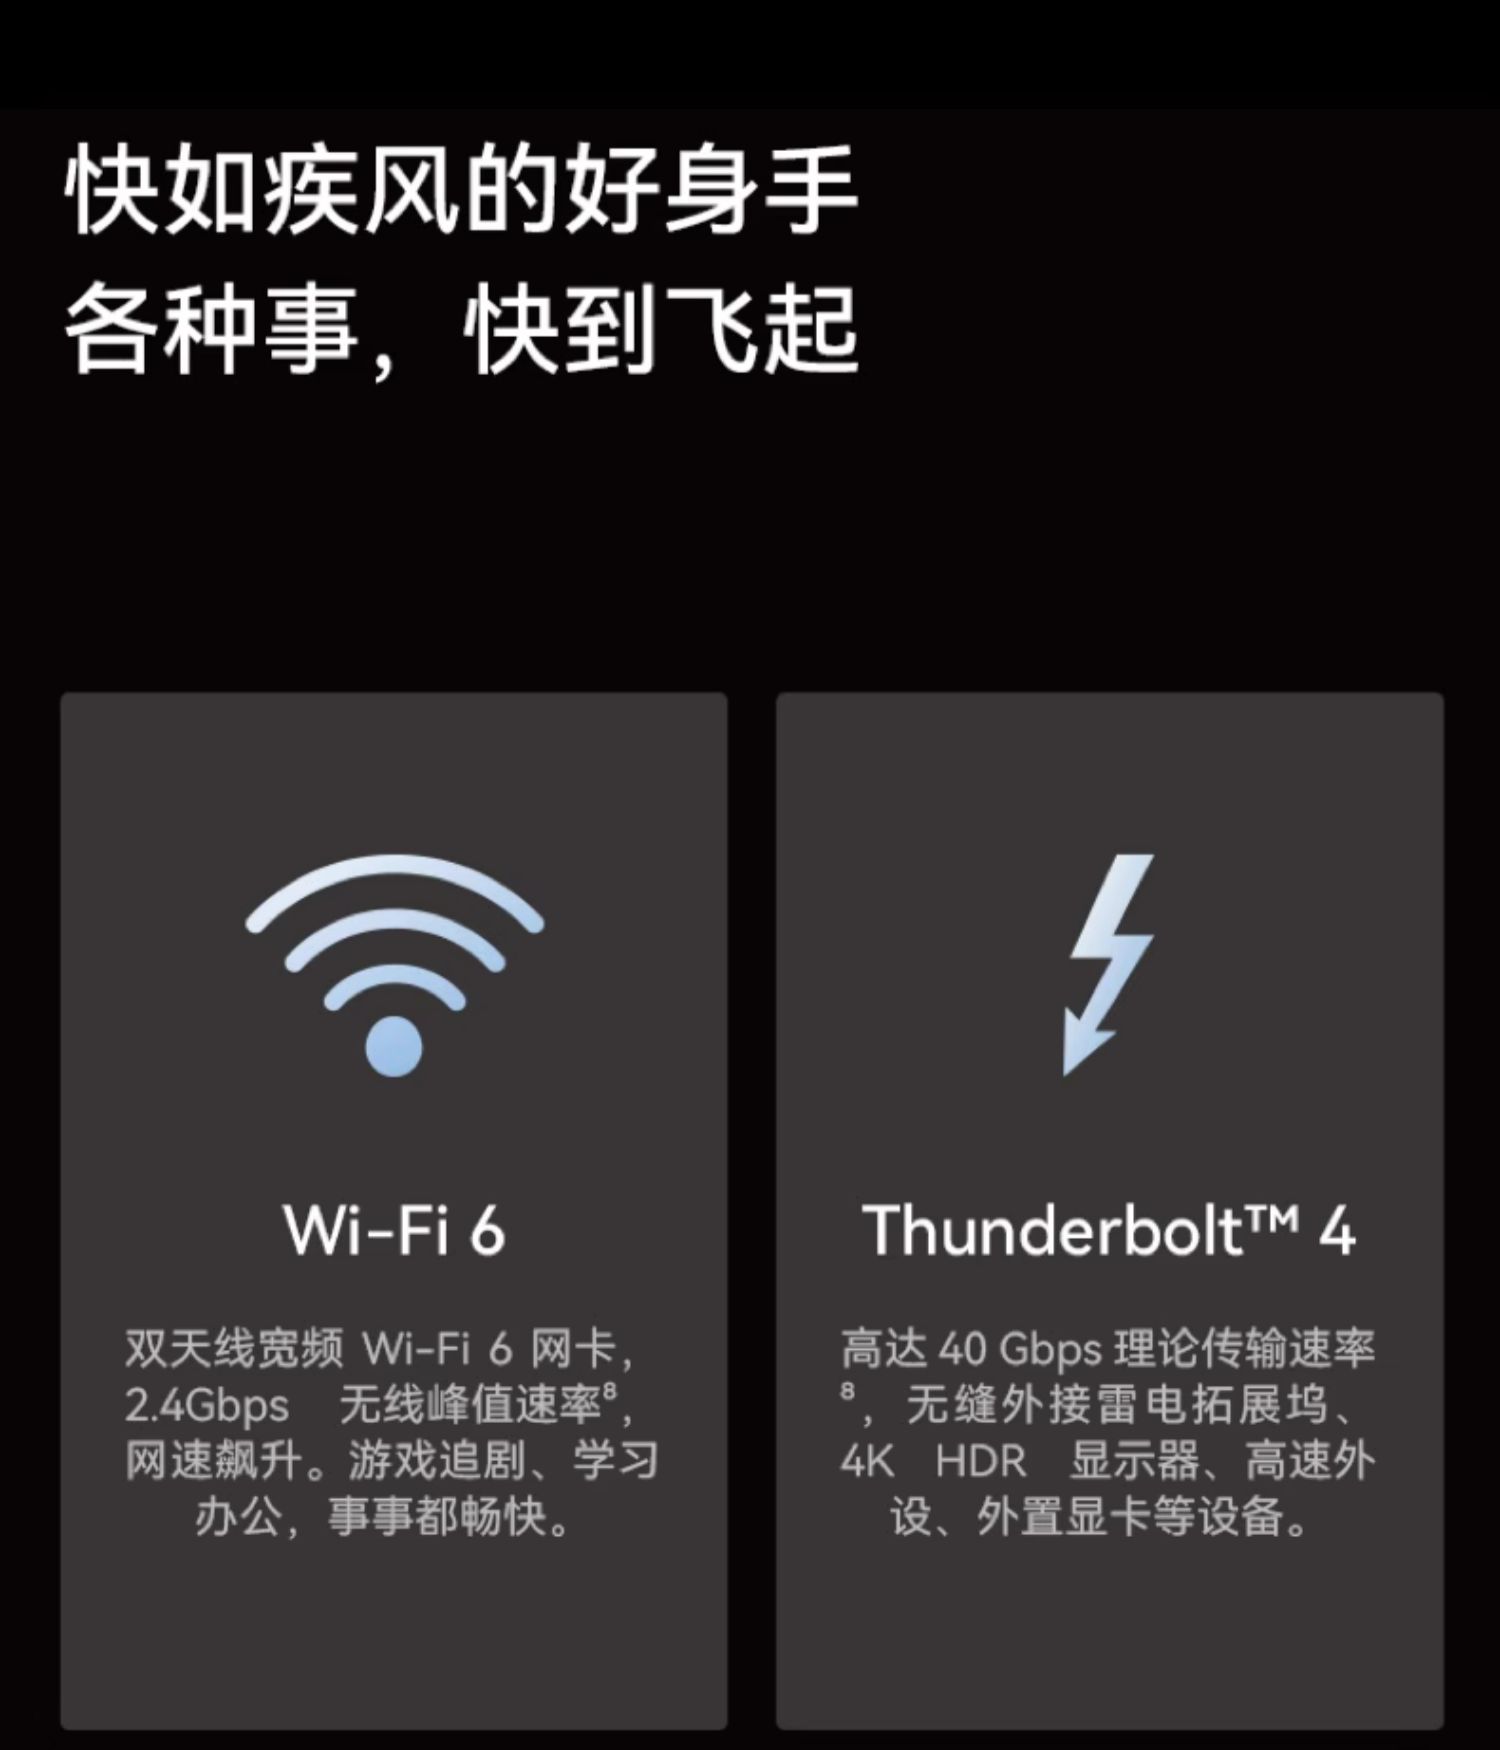 快如疾风的好身手
各种事，快到飞起
Wi-Fi 6
双天线宽频 Wi-Fi 6 网卡，
2.4Gbps 无线峰值速率⁸，
网速飙升。游戏追剧、学习
办公，事事都畅快。
Thunderbolt™ 4
高达 40 Gbps 理论传输速率
⁸，无缝外接雷电拓展坞、
4K HDR 显示器、高速外
设、外置显卡等设备。